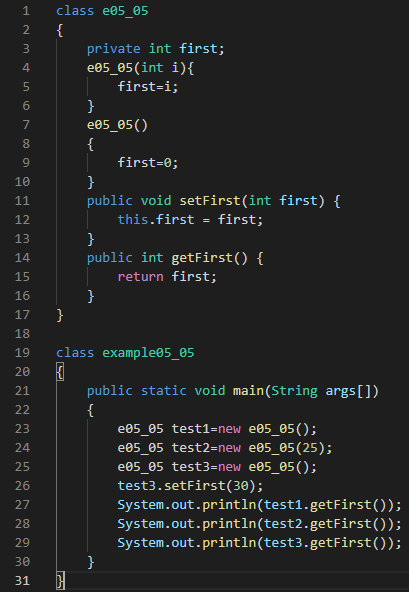 1 class e05_05
2 {
3     private int first;
4     e05_05(int i){
5         first=i;
6     }
7     e05_05()
8     {
9         first=0;
10     }
11     public void setFirst(int first) {
12         this.first = first;
13     }
14     public int getFirst() {
15         return first;
16     }
17 }
18
19 class example05_05
20 {
21     public static void main(String args[])
22     {
23         e05_05 test1=new e05_05();
24         e05_05 test2=new e05_05(25);
25         e05_05 test3=new e05_05();
26         test3.setFirst(30);
27         System.out.println(test1.getFirst());
28         System.out.println(test2.getFirst());
29         System.out.println(test3.getFirst());
30     }
31 }